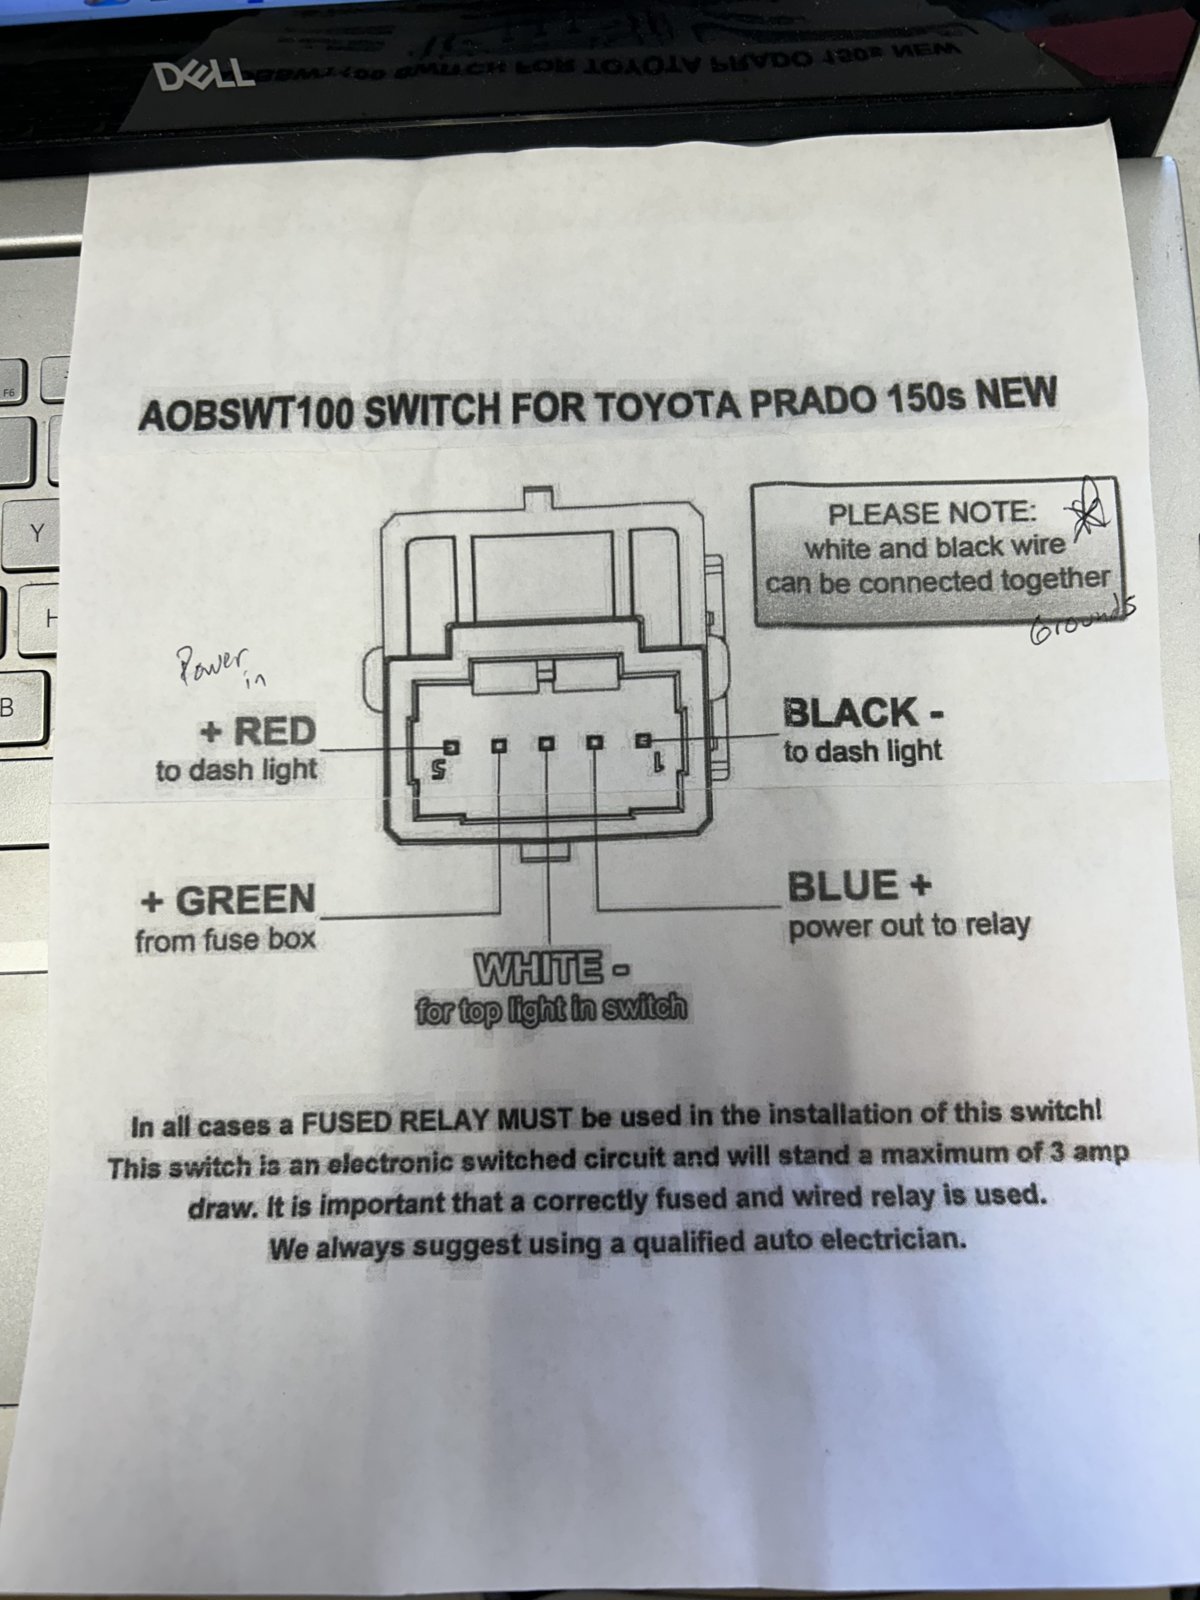 DELL
F6
Y
H
B
AOBSWT100 SWITCH FOR TOYOTA PRADO 150s NEW
PLEASE NOTE:
white and black wire
can be connected together
Grounds
Power
in
+ RED
to dash light
BLACK -
to dash light
5
1
+ GREEN
from fuse box
BLUE +
power out to relay
WHITE -
for top light in switch
In all cases a FUSED RELAY MUST be used in the installation of this switch!
This switch is an electronic switched circuit and will stand a maximum of 3 amp
draw. It is important that a correctly fused and wired relay is used.
We always suggest using a qualified auto electrician.